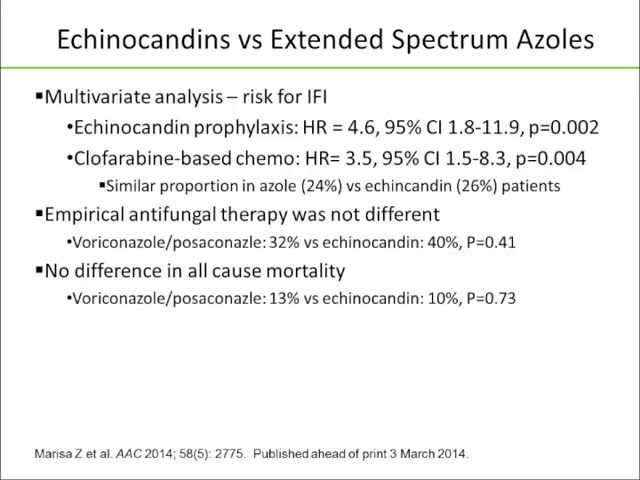 Echinocandins vs Extended Spectrum Azoles
▪Multivariate analysis – risk for IFI
•Echinocandin prophylaxis: HR = 4.6, 95% CI 1.8-11.9, p=0.002
•Clofarabine-based chemo: HR= 3.5, 95% CI 1.5-8.3, p=0.004
▪Similar proportion in azole (24%) vs echincandin (26%) patients
▪Empirical antifungal therapy was not different
•Voriconazole/posaconazle: 32% vs echinocandin: 40%, P=0.41
▪No difference in all cause mortality
•Voriconazole/posaconazle: 13% vs echinocandin: 10%, P=0.73
Marisa Z et al. AAC 2014; 58(5): 2775. Published ahead of print 3 March 2014.